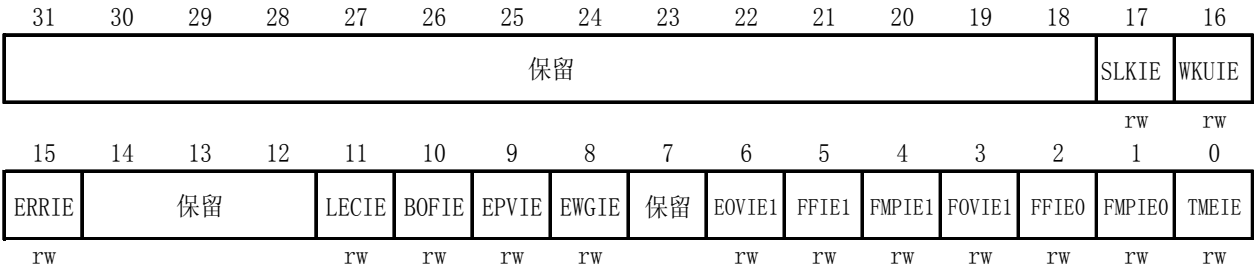 31 30 29 28 27 26 25 24 23 22 21 20 19 18 17 16
保留 SLKIE WKUIE
rw rw
15 14 13 12 11 10 9 8 7 6 5 4 3 2 1 0
ERRIE 保留 LECIE BOFIE EPVIE EWGIE 保留 EOVIE1 FFIE1 FMPIE1 FOVIE1 FFIE0 FMPIE0 TMEIE
rw rw rw rw rw rw rw rw rw rw rw rw